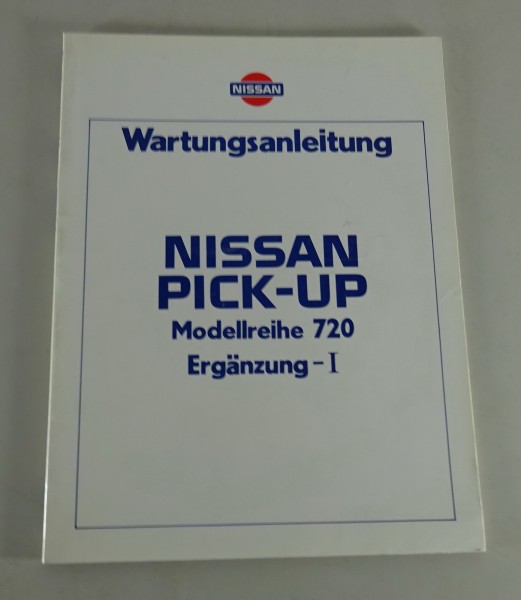 NISSAN
Wartungsanleitung
NISSAN
PICK-UP
Modellreihe 720
Ergänzung-I